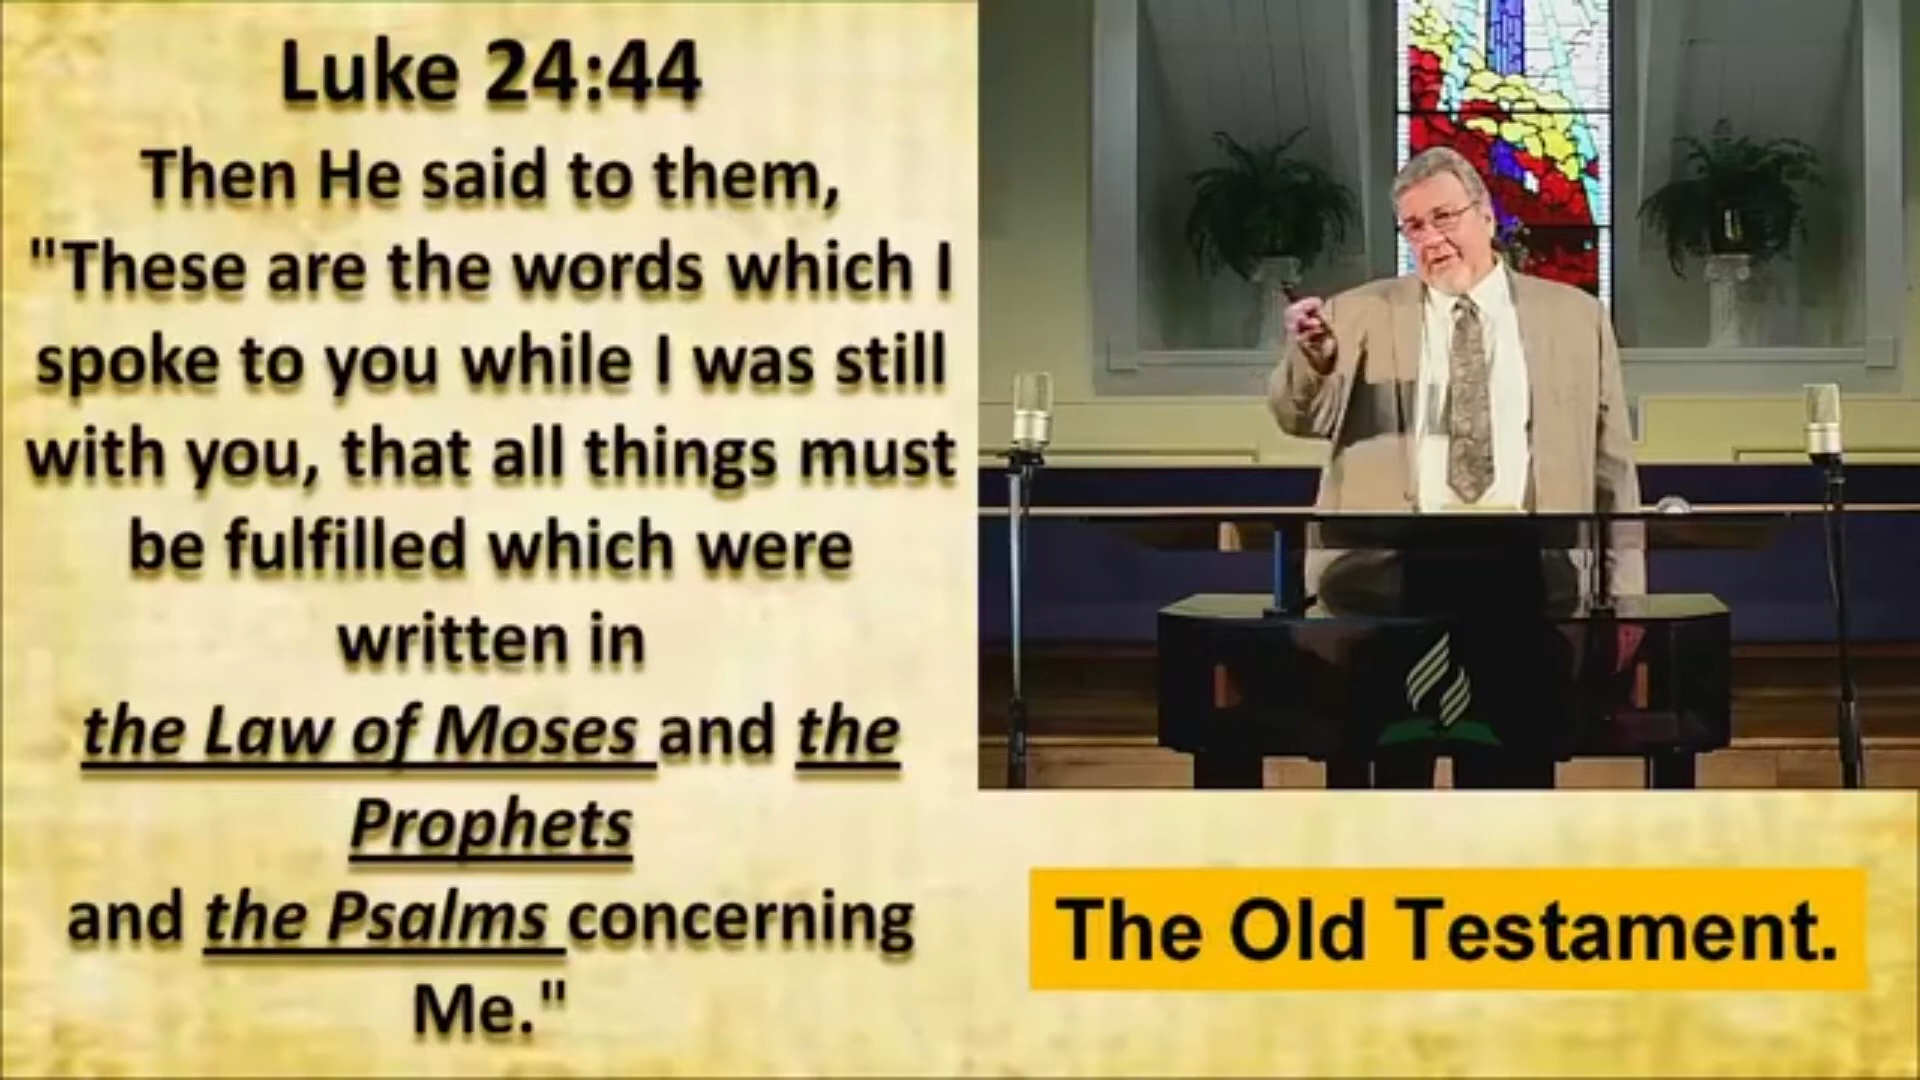 Luke 24:44
Then He said to them,
"These are the words which I
spoke to you while I was still
with you, that all things must
be fulfilled which were
written in
the Law of Moses and the
Prophets
and the Psalms concerning
Me."
The Old Testament.